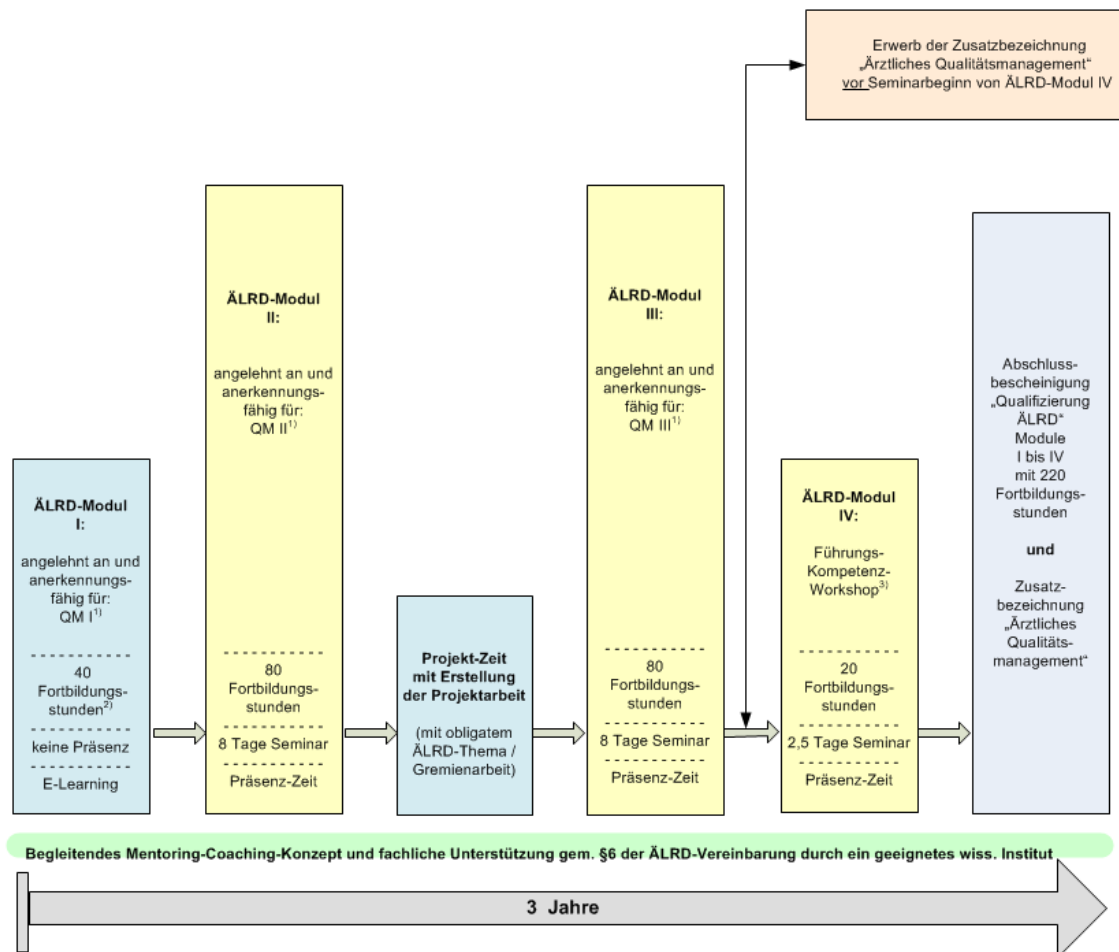 Erwerb der Zusatzbezeichnung
„Ärztliches Qualitätsmanagement“
vor Seminarbeginn von ÄLRD-Modul IV
ÄLRD-Modul
I:
angelehnt an und
anerkennungs-
fähig für:
QM I¹⁾
40
Fortbildungs-
stunden²⁾
keine Präsenz
E-Learning
ÄLRD-Modul
II:
angelehnt an und
anerkennungs-
fähig für:
QM II¹⁾
80
Fortbildungs-
stunden
8 Tage Seminar
Präsenz-Zeit
Projekt-Zeit
mit Erstellung
der Projektarbeit
(mit obligatem
ÄLRD-Thema /
Gremienarbeit)
ÄLRD-Modul
III:
angelehnt an und
anerkennungs-
fähig für:
QM III¹⁾
80
Fortbildungs-
stunden
8 Tage Seminar
Präsenz-Zeit
ÄLRD-Modul
IV:
Führungs-
Kompetenz-
Workshop³⁾
20
Fortbildungs-
stunden
2,5 Tage Seminar
Präsenz-Zeit
Abschluss-
bescheinigung
„Qualifizierung
ÄLRD“
Module
I bis IV
mit 220
Fortbildungs-
stunden
und
Zusatz-
bezeichnung
„Ärztliches
Qualitäts-
management“
Begleitendes Mentoring-Coaching-Konzept und fachliche Unterstützung gem. §6 der ÄLRD-Vereinbarung durch ein geeignetes wiss. Institut
3 Jahre